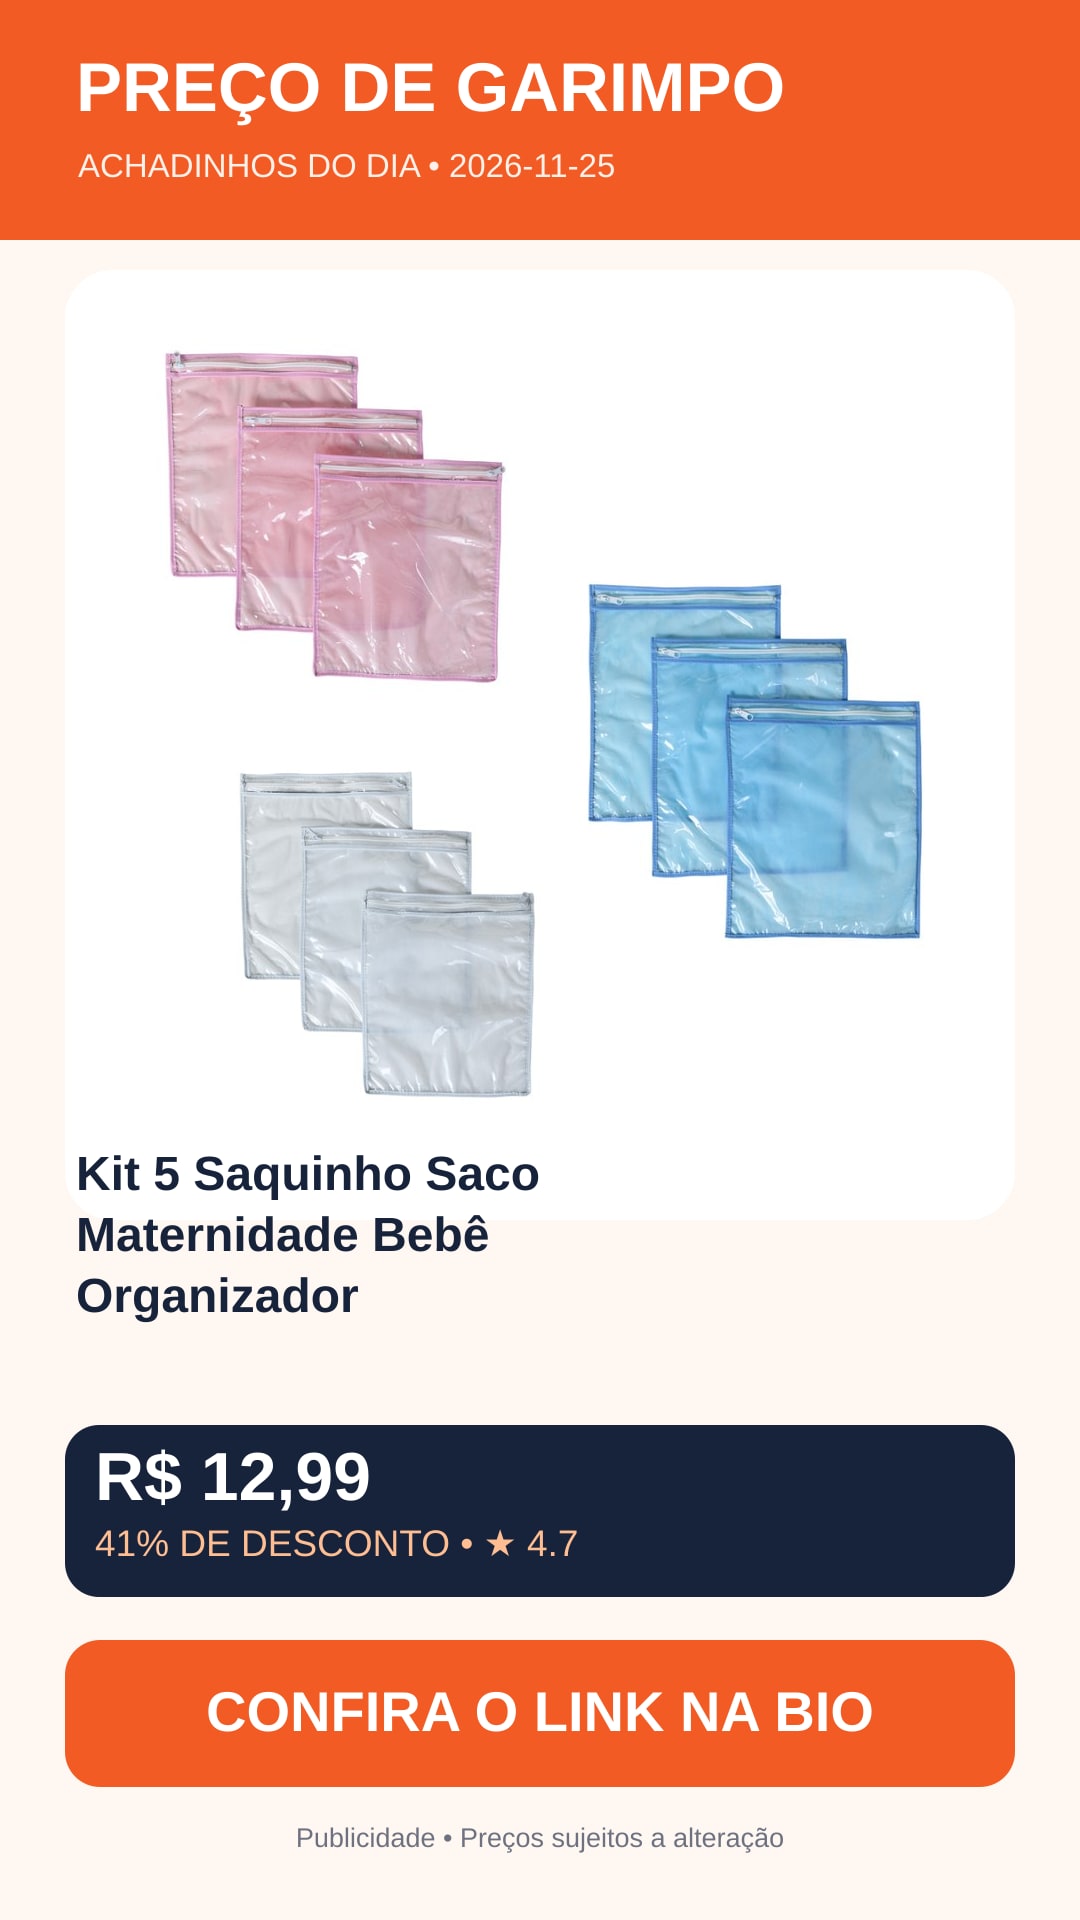 PREÇO DE GARIMPO
ACHADINHOS DO DIA • 2026-11-25
Kit 5 Saquinho Saco
Maternidade Bebê
Organizador
R$ 12,99
41% DE DESCONTO • ★ 4.7
CONFIRA O LINK NA BIO
Publicidade • Preços sujeitos a alteração